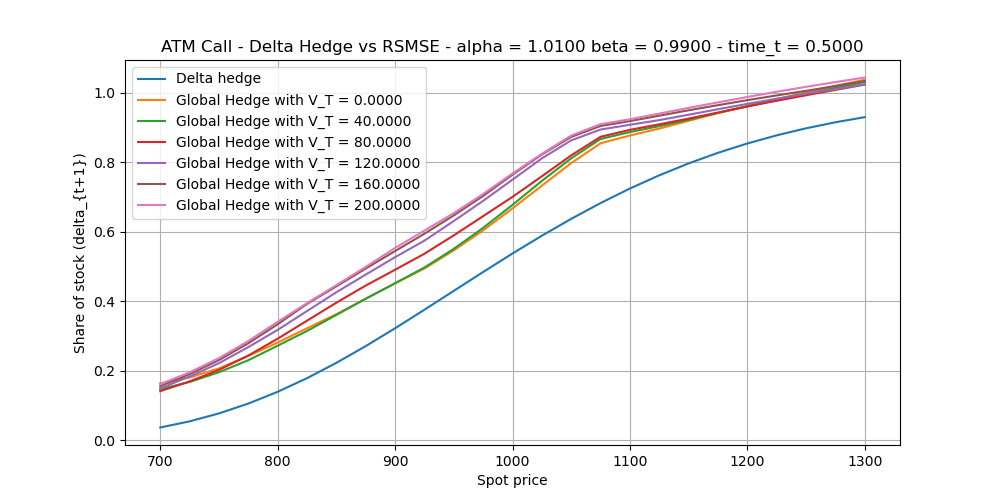 ATM Call - Delta Hedge vs RSMSE - alpha = 1.0100 beta = 0.9900 - time_t = 0.5000
Delta hedge
Global Hedge with V_T = 0.0000
Global Hedge with V_T = 40.0000
Global Hedge with V_T = 80.0000
Global Hedge with V_T = 120.0000
Global Hedge with V_T = 160.0000
Global Hedge with V_T = 200.0000
Share of stock (delta_{t+1})
1.0
0.8
0.6
0.4
0.2
0.0
700 800 900 1000 1100 1200 1300
Spot price